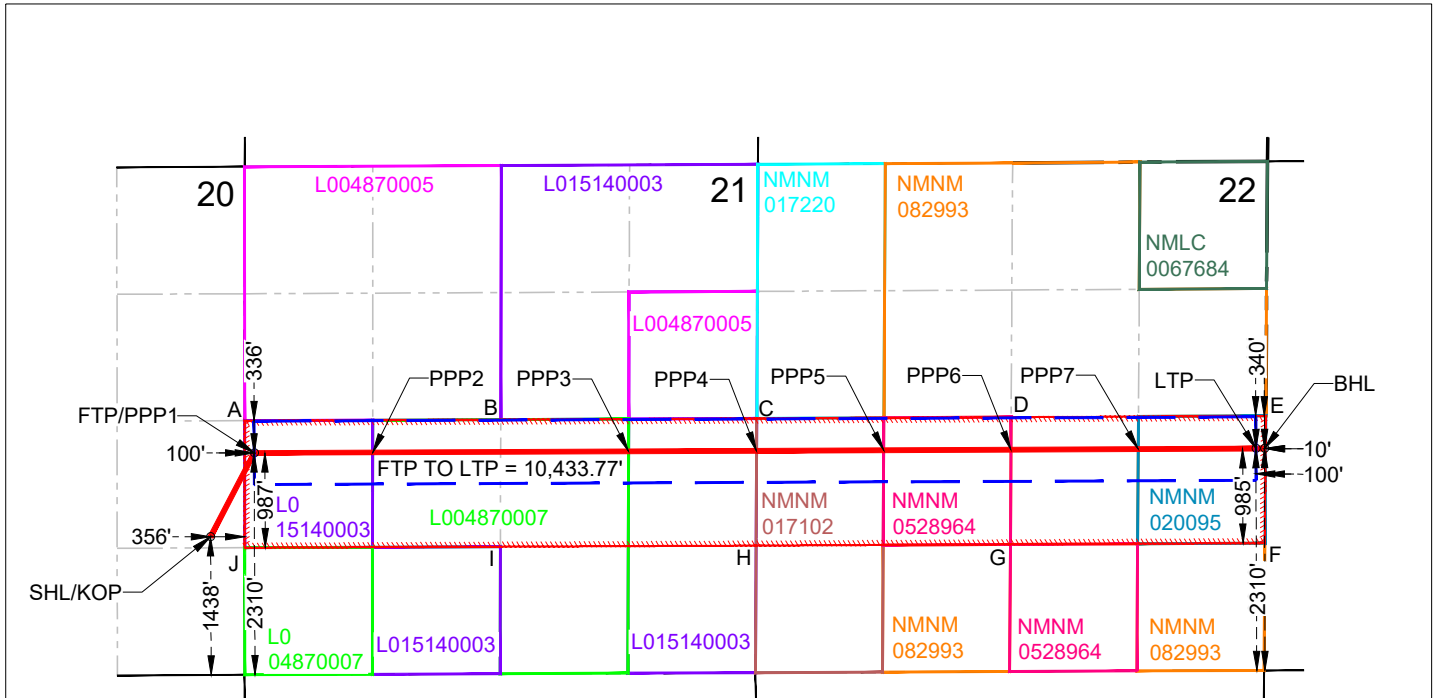 20
L004870005
L015140003
21
NMNM
017220
NMNM
082993
22
NMLC
0067684
L004870005
336'
340'
FTP/PPP1
A
PPP2
B
PPP3
PPP4
C
PPP5
PPP6
D
PPP7
LTP
E
BHL
100'
10'
FTP TO LTP = 10,433.77'
100'
987'
985'
L0
15140003
L004870007
NMNM
017102
NMNM
0528964
NMNM
020095
356'
J
I
H
G
F
SHL/KOP
1438'
2310'
2310'
L0
04870007
L015140003
L015140003
NMNM
082993
NMNM
0528964
NMNM
082993